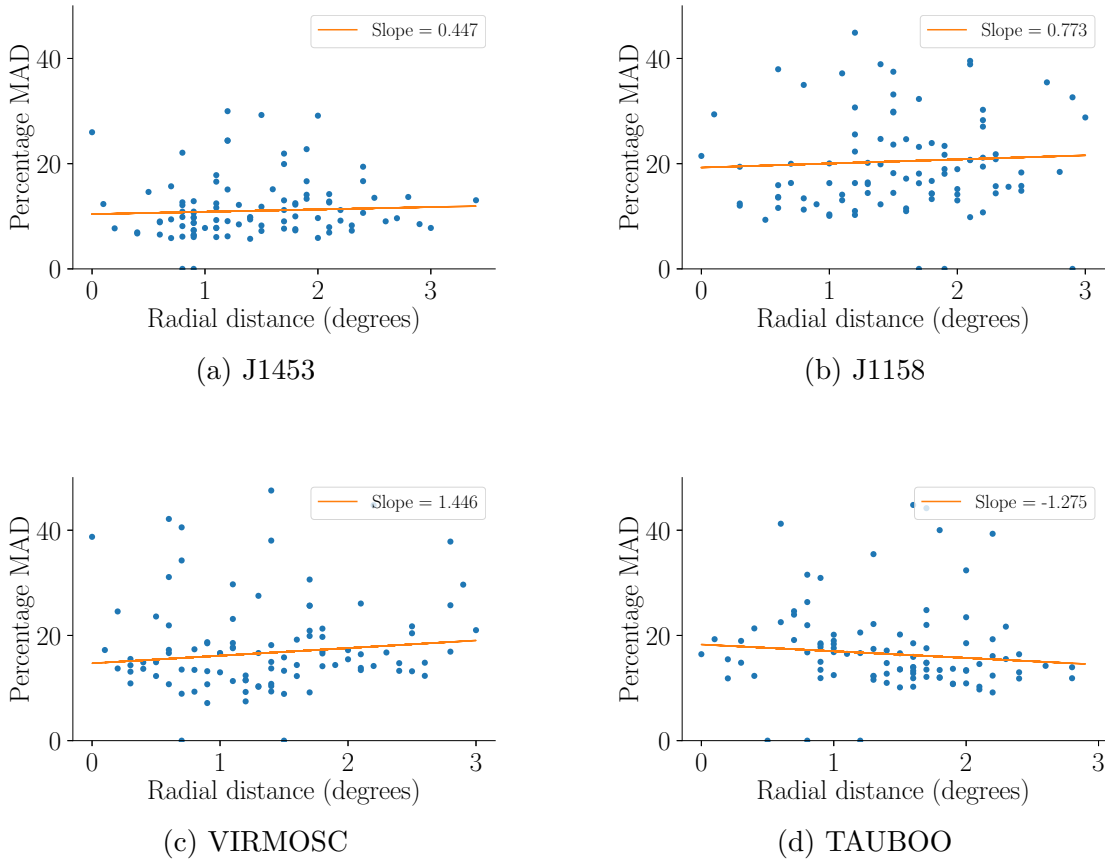 Slope = 0.447
Percentage MAD
40
20
0
0 1 2 3
Radial distance (degrees)
(a) J1453
Slope = 0.773
Percentage MAD
40
20
0
0 1 2 3
Radial distance (degrees)
(b) J1158
Slope = 1.446
Percentage MAD
40
20
0
0 1 2 3
Radial distance (degrees)
(c) VIRMOSC
Slope = -1.275
Percentage MAD
40
20
0
0 1 2 3
Radial distance (degrees)
(d) TAUBOO